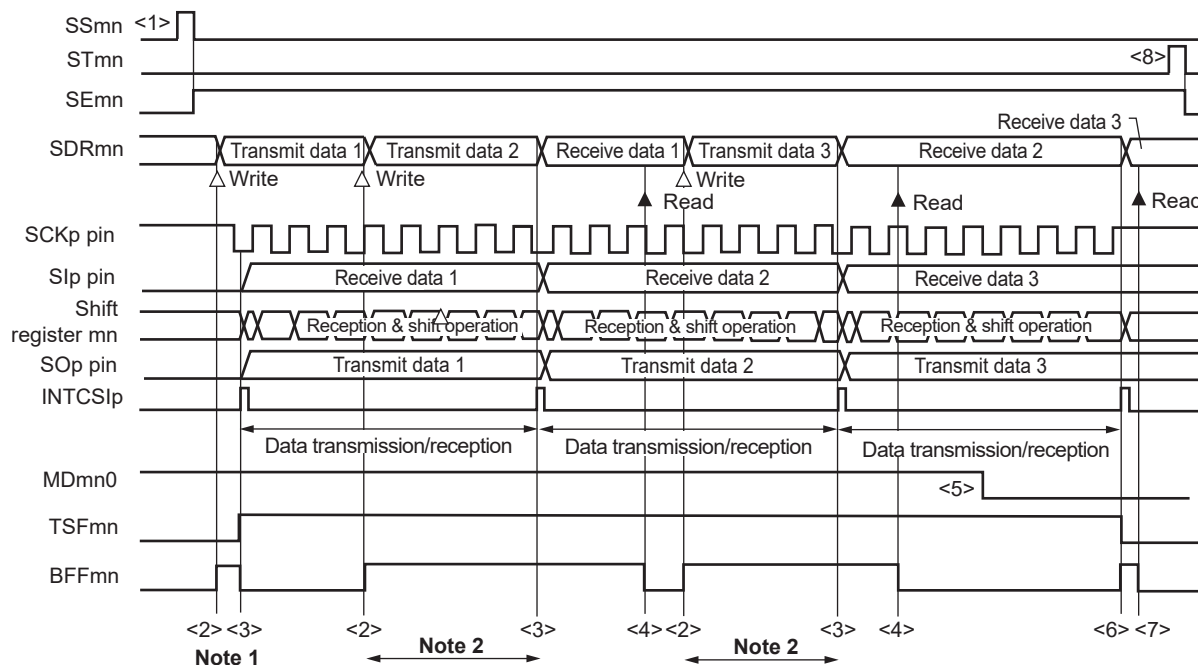 SSmn <1>
STmn <8>
SEmn
Receive data 3
SDRmn Transmit data 1 Transmit data 2 Receive data 1 Transmit data 3 Receive data 2
Write Write Write
Read Read Read
SCKp pin
SIp pin Receive data 1 Receive data 2 Receive data 3
Shift
register mn Reception & shift operation Reception & shift operation Reception & shift operation
SOp pin Transmit data 1 Transmit data 2 Transmit data 3
INTCSIp
Data transmission/reception Data transmission/reception Data transmission/reception
MDmn0 <5>
TSFmn
BFFmn
<2> <3> <2> <3> <4> <2> <3> <4> <6> <7>
Note 1 Note 2 Note 2